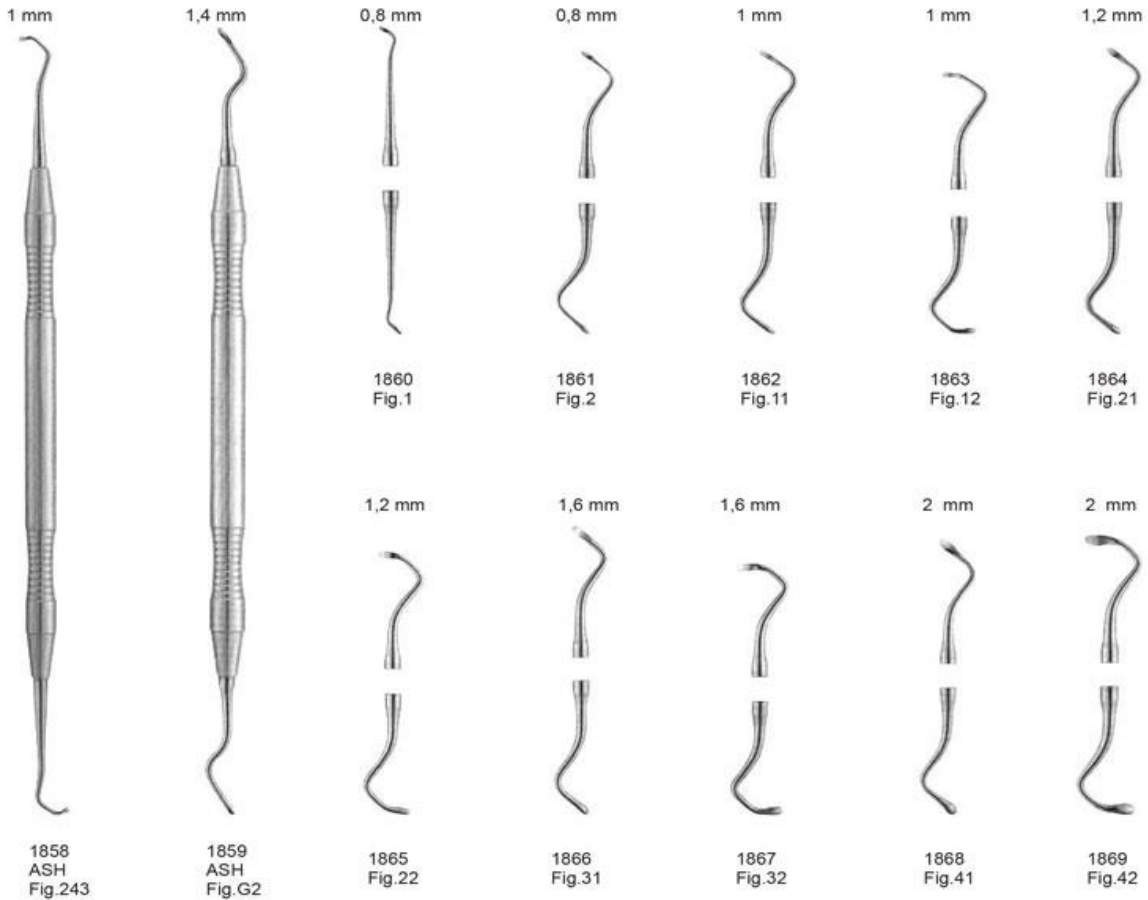 1 mm
1,4 mm
0,8 mm
0,8 mm
1 mm
1 mm
1,2 mm
1860
Fig.1
1861
Fig.2
1862
Fig.11
1863
Fig.12
1864
Fig.21
1,2 mm
1,6 mm
1,6 mm
2 mm
2 mm
1858
ASH
Fig.243
1859
ASH
Fig.G2
1865
Fig.22
1866
Fig.31
1867
Fig.32
1868
Fig.41
1869
Fig.42